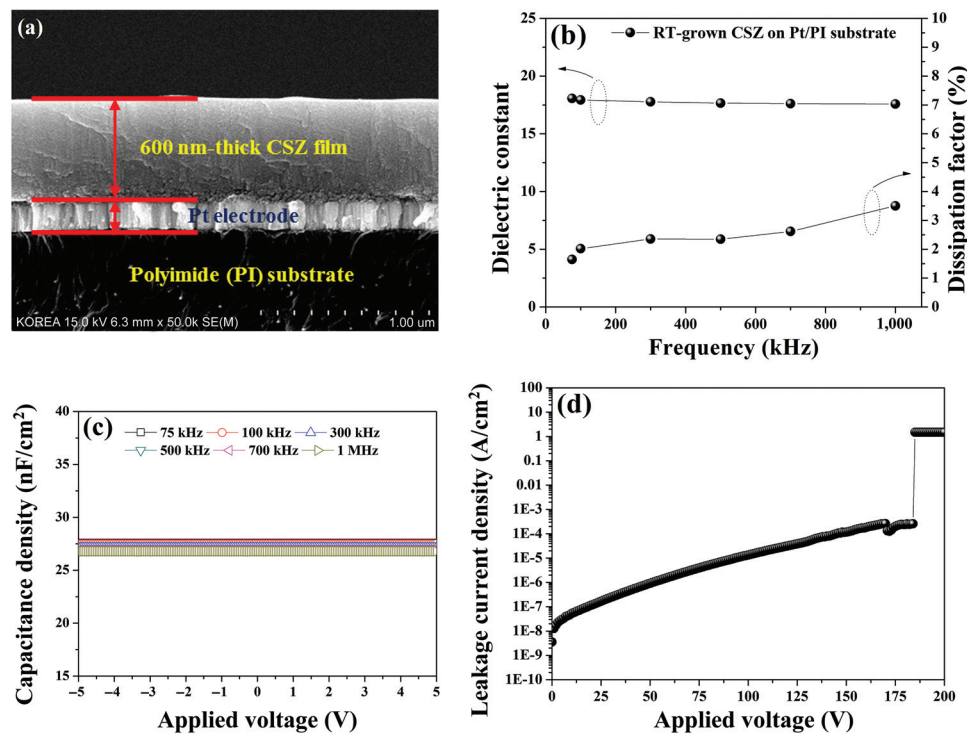 (a)
600 nm-thick CSZ film
Pt electrode
Polyimide (PI) substrate
KOREA 15.0 kV 6.3 mm x 50.0k SE(M)
1.00 um
(b)
RT-grown CSZ on Pt/PI substrate
Dielectric constant
25
20
15
10
5
0
Dissipation factor (%)
10
9
8
7
6
5
4
3
2
1
0
0 200 400 600 800 1,000
Frequency (kHz)
(c)
75 kHz 100 kHz 300 kHz
500 kHz 700 kHz 1 MHz
Capacitance density (nF/cm²)
40
35
30
25
20
15
–5 –4 –3 –2 –1 0 1 2 3 4 5
Applied voltage (V)
(d)
Leakage current density (A/cm²)
100
10
1
0.1
0.01
1E-3
1E-4
1E-5
1E-6
1E-7
1E-8
1E-9
1E-10
0 25 50 75 100 125 150 175 200
Applied voltage (V)